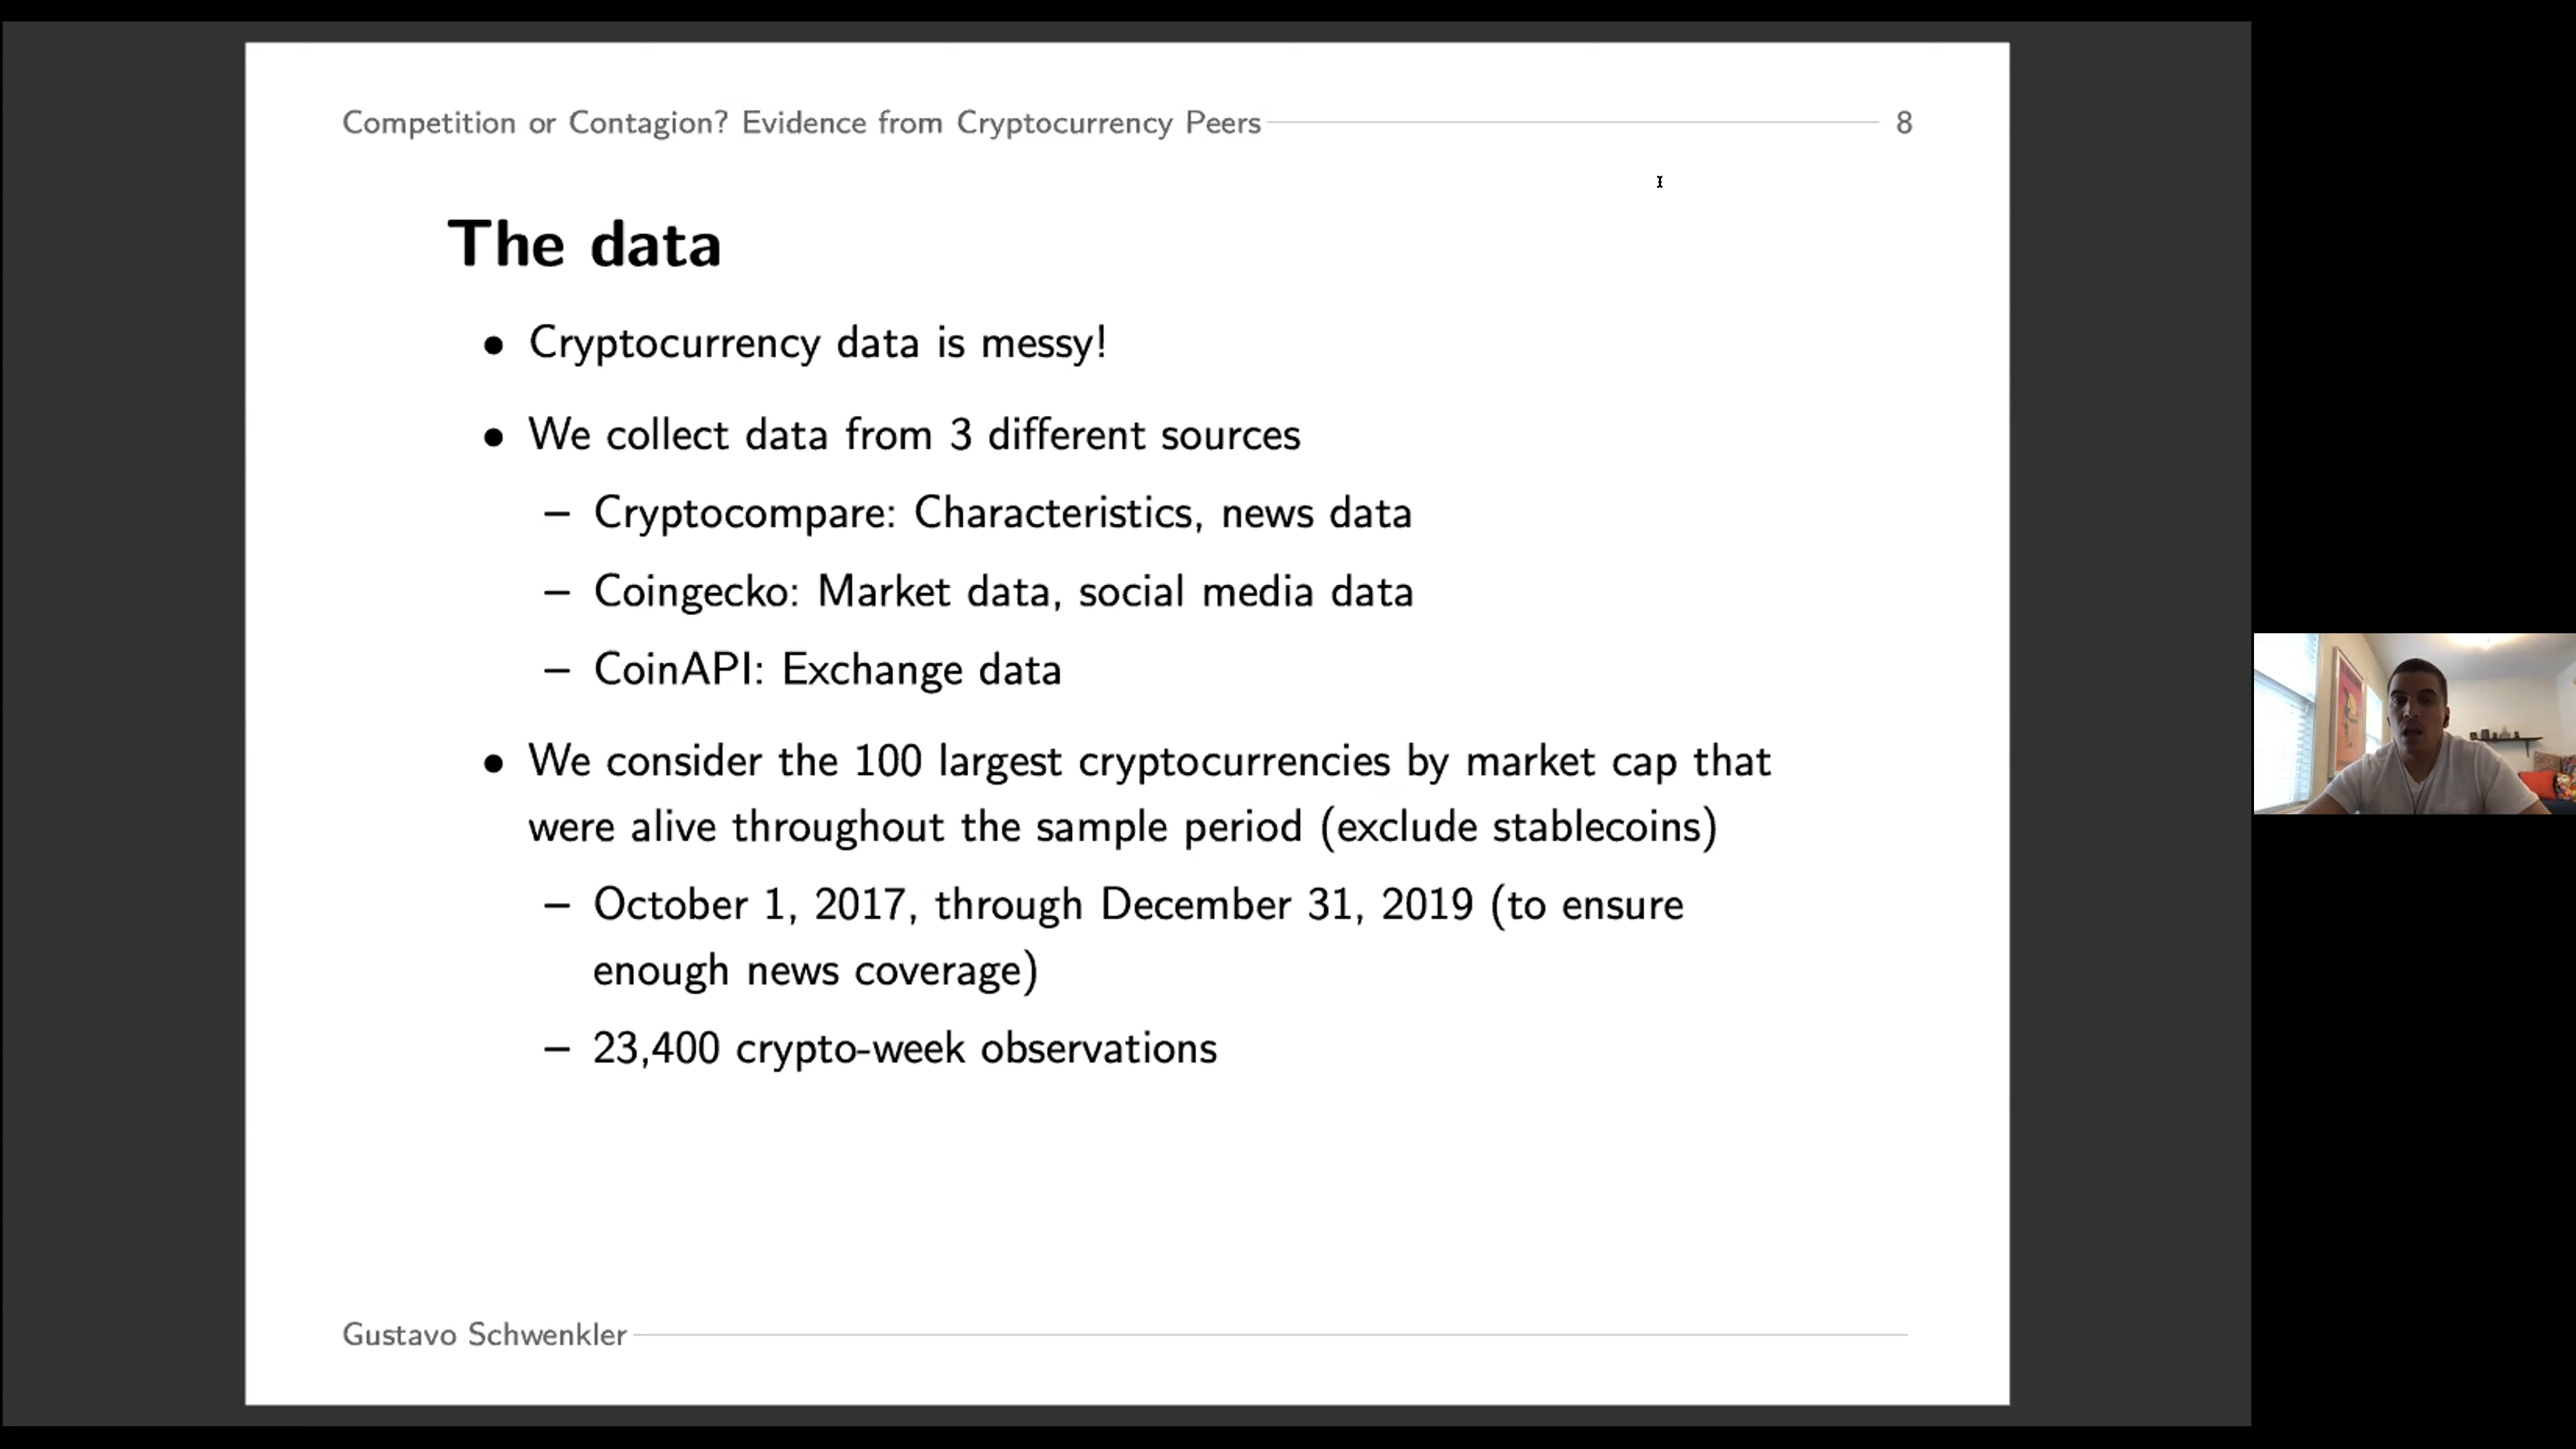 Competition or Contagion? Evidence from Cryptocurrency Peers 8
The data
• Cryptocurrency data is messy!
• We collect data from 3 different sources
– Cryptocompare: Characteristics, news data
– Coingecko: Market data, social media data
– CoinAPI: Exchange data
• We consider the 100 largest cryptocurrencies by market cap that
were alive throughout the sample period (exclude stablecoins)
– October 1, 2017, through December 31, 2019 (to ensure
enough news coverage)
– 23,400 crypto-week observations
Gustavo Schwenkler